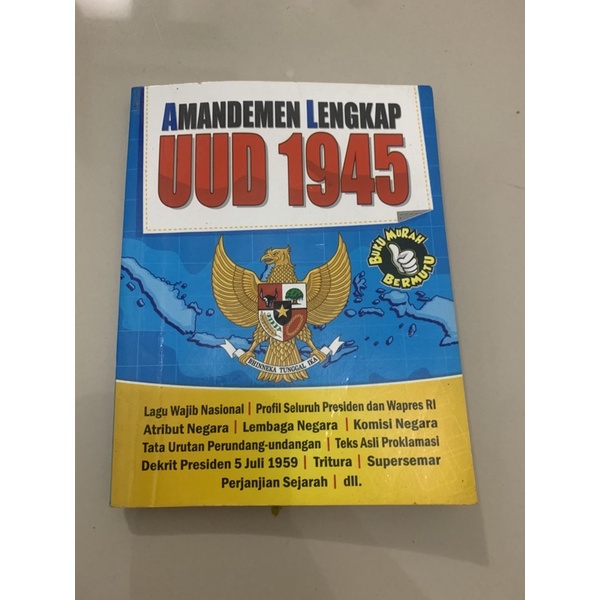 AMANDEMEN LENGKAP
UUD 1945
BUKU MURAH
BERMUTU
BHINNEKA TUNGGAL IKA
Lagu Wajib Nasional | Profil Seluruh Presiden dan Wapres RI
Atribut Negara | Lembaga Negara | Komisi Negara
Tata Urutan Perundang-undangan | Teks Asli Proklamasi
Dekrit Presiden 5 Juli 1959 | Tritura | Supersemar
Perjanjian Sejarah | dll.